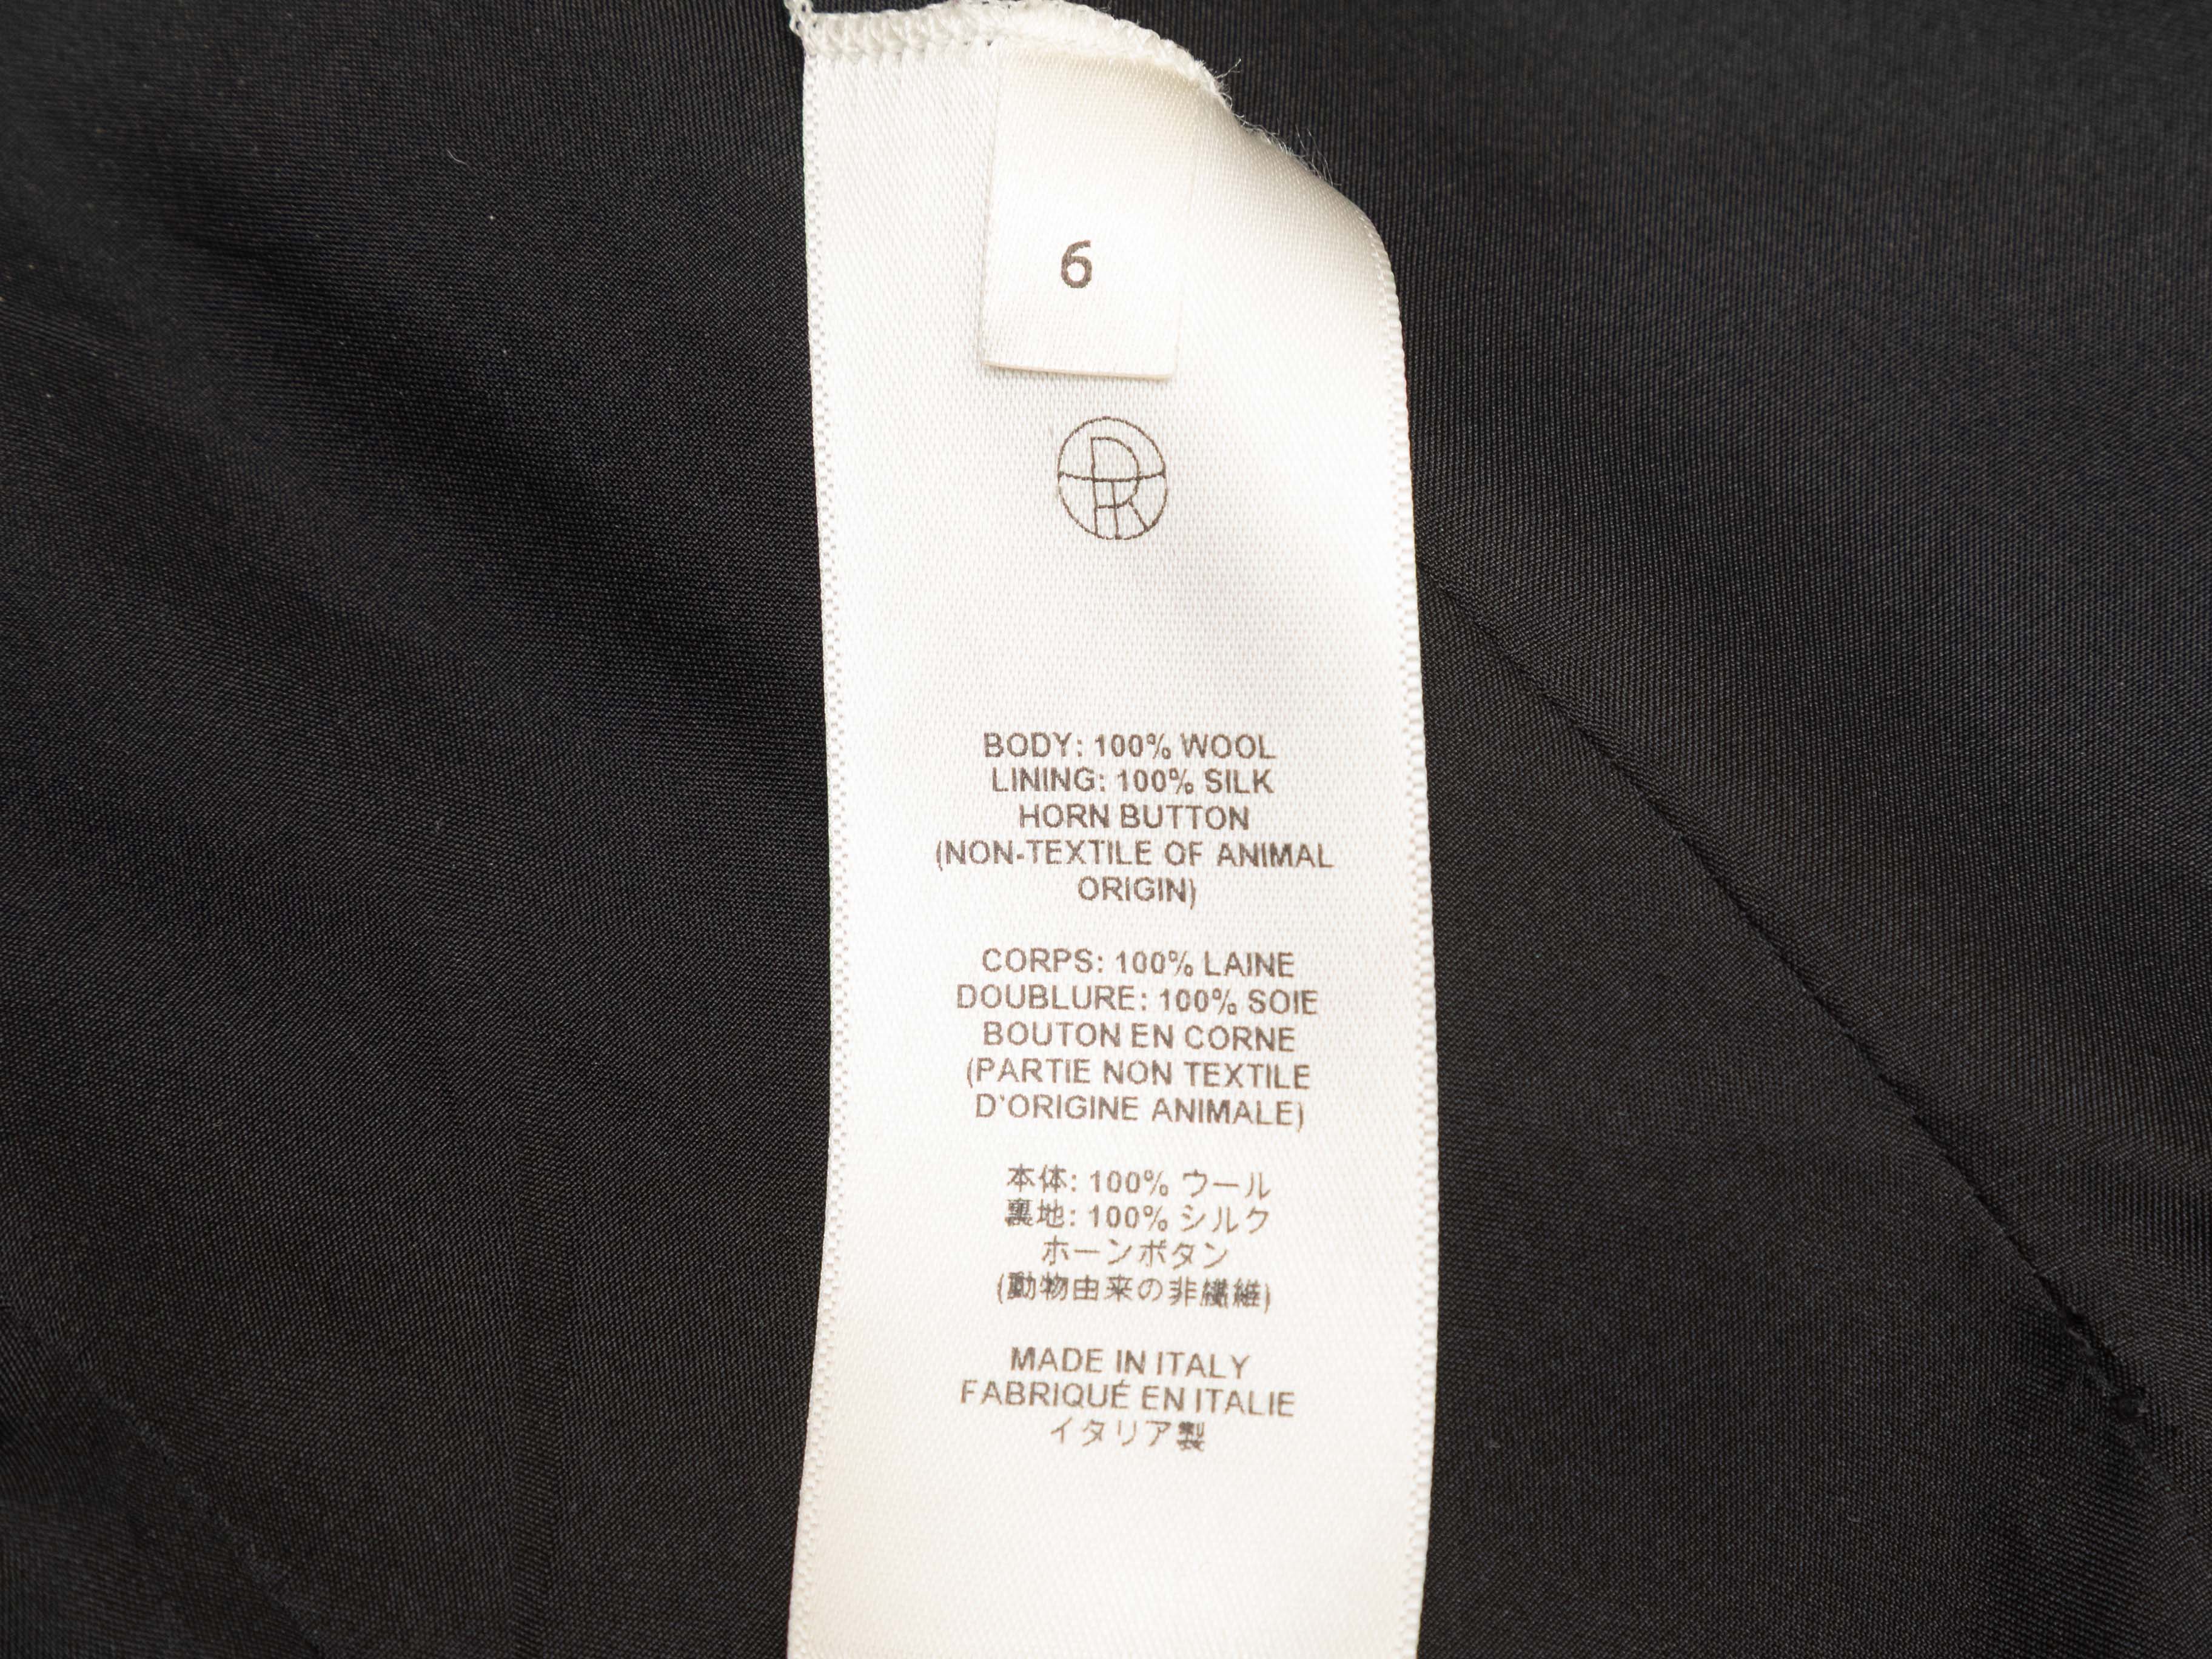 6
BODY: 100% WOOL
LINING: 100% SILK
HORN BUTTON
(NON-TEXTILE OF ANIMAL
ORIGIN)
CORPS: 100% LAINE
DOUBLURE: 100% SOIE
BOUTON EN CORNE
(PARTIE NON TEXTILE
D'ORIGINE ANIMALE)
本体: 100% ウール
裏地: 100% シルク
ホーンボタン
(動物由来の非繊維)
MADE IN ITALY
FABRIQUÉ EN ITALIE
イタリア製